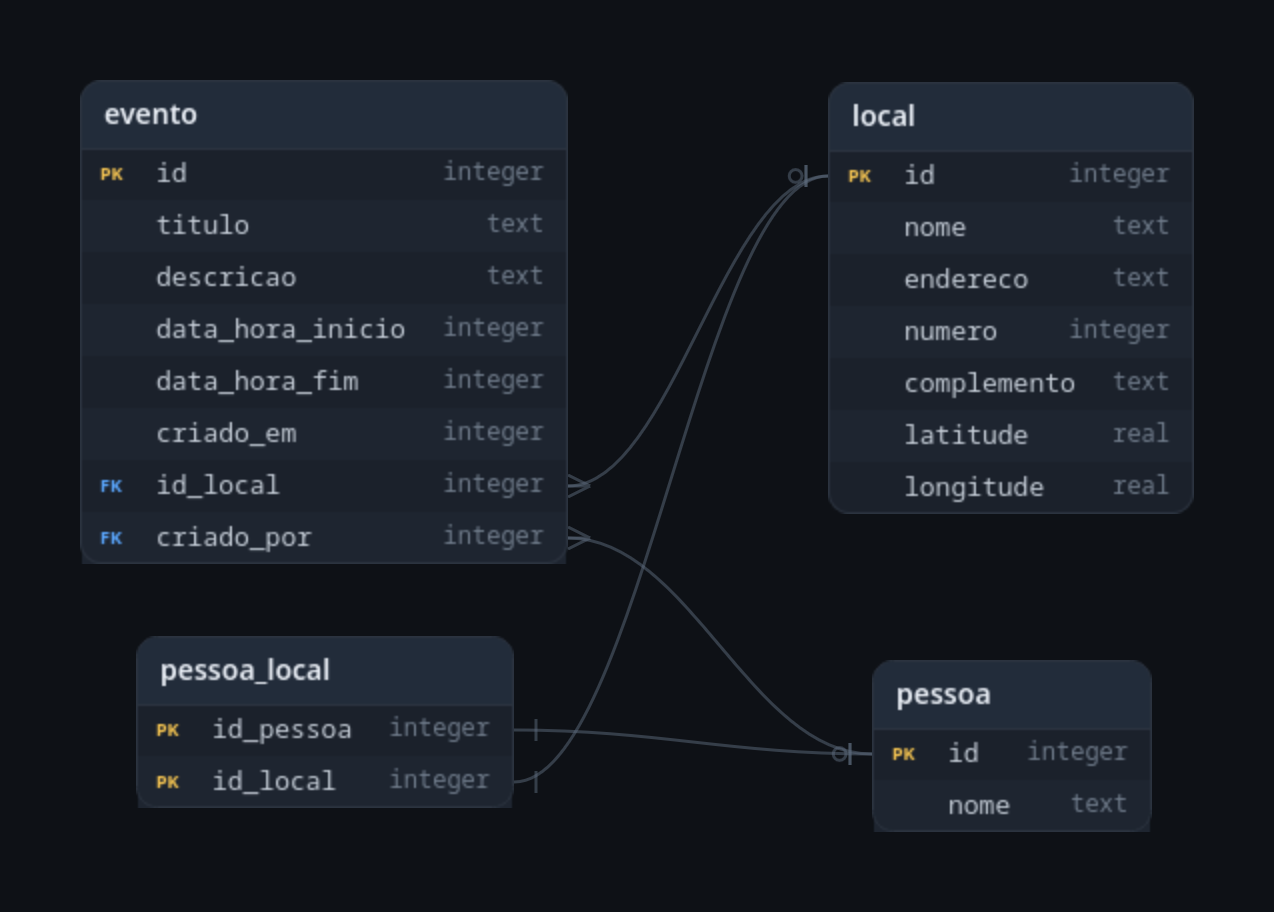 evento
PK id integer
titulo text
descricao text
data_hora_inicio integer
data_hora_fim integer
criado_em integer
FK id_local integer
FK criado_por integer
local
PK id integer
nome text
endereco text
numero integer
complemento text
latitude real
longitude real
pessoa_local
PK id_pessoa integer
PK id_local integer
pessoa
PK id integer
nome text